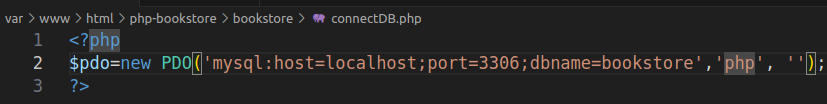 var > www > html > php-bookstore > bookstore > connectDB.php
1 <?php
2 $pdo=new PDO('mysql:host=localhost;port=3306;dbname=bookstore','php', '');
3 ?>